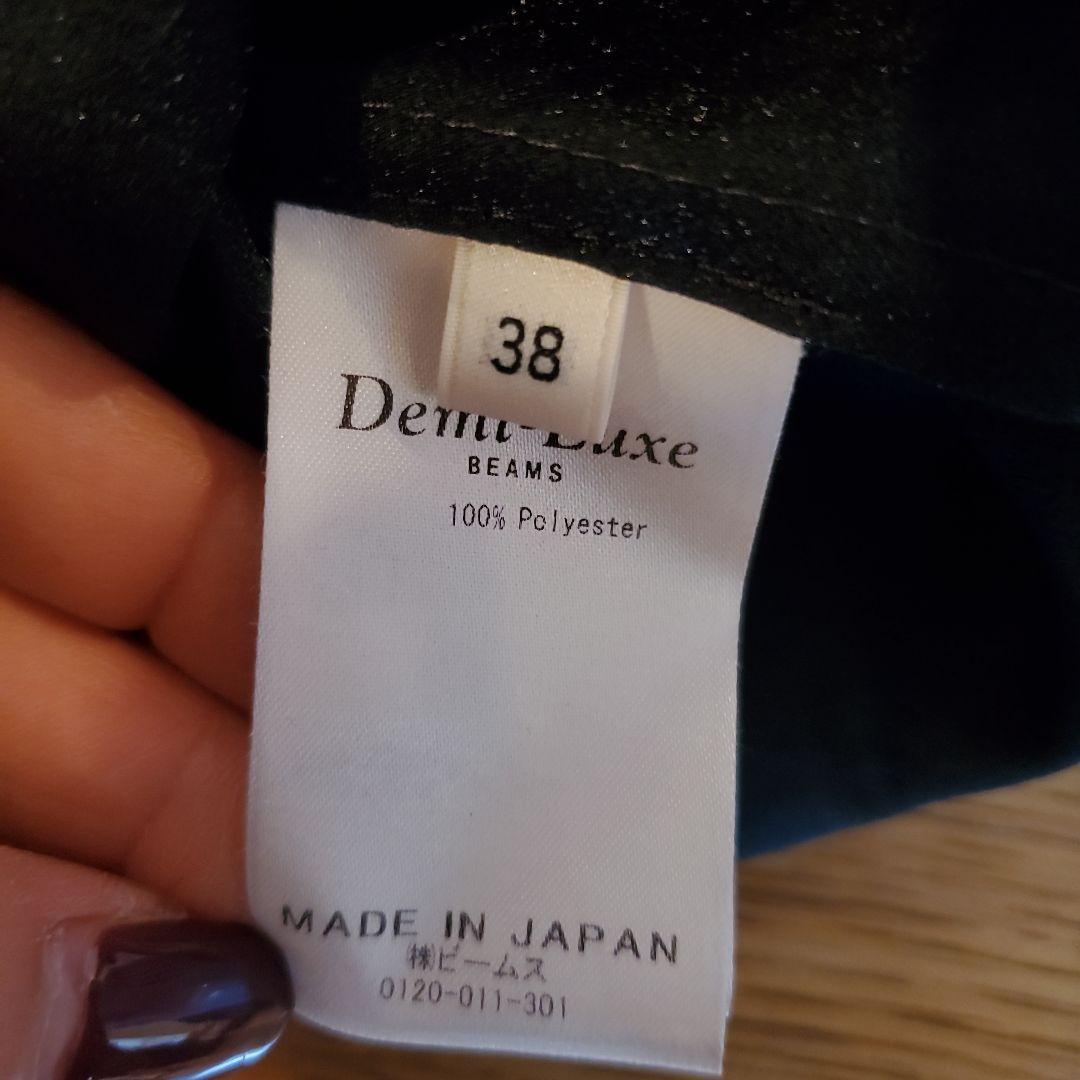 38
Demi-Luxe
BEAMS
100% Polyester
MADE IN JAPAN
㈱ビームス
0120-011-301